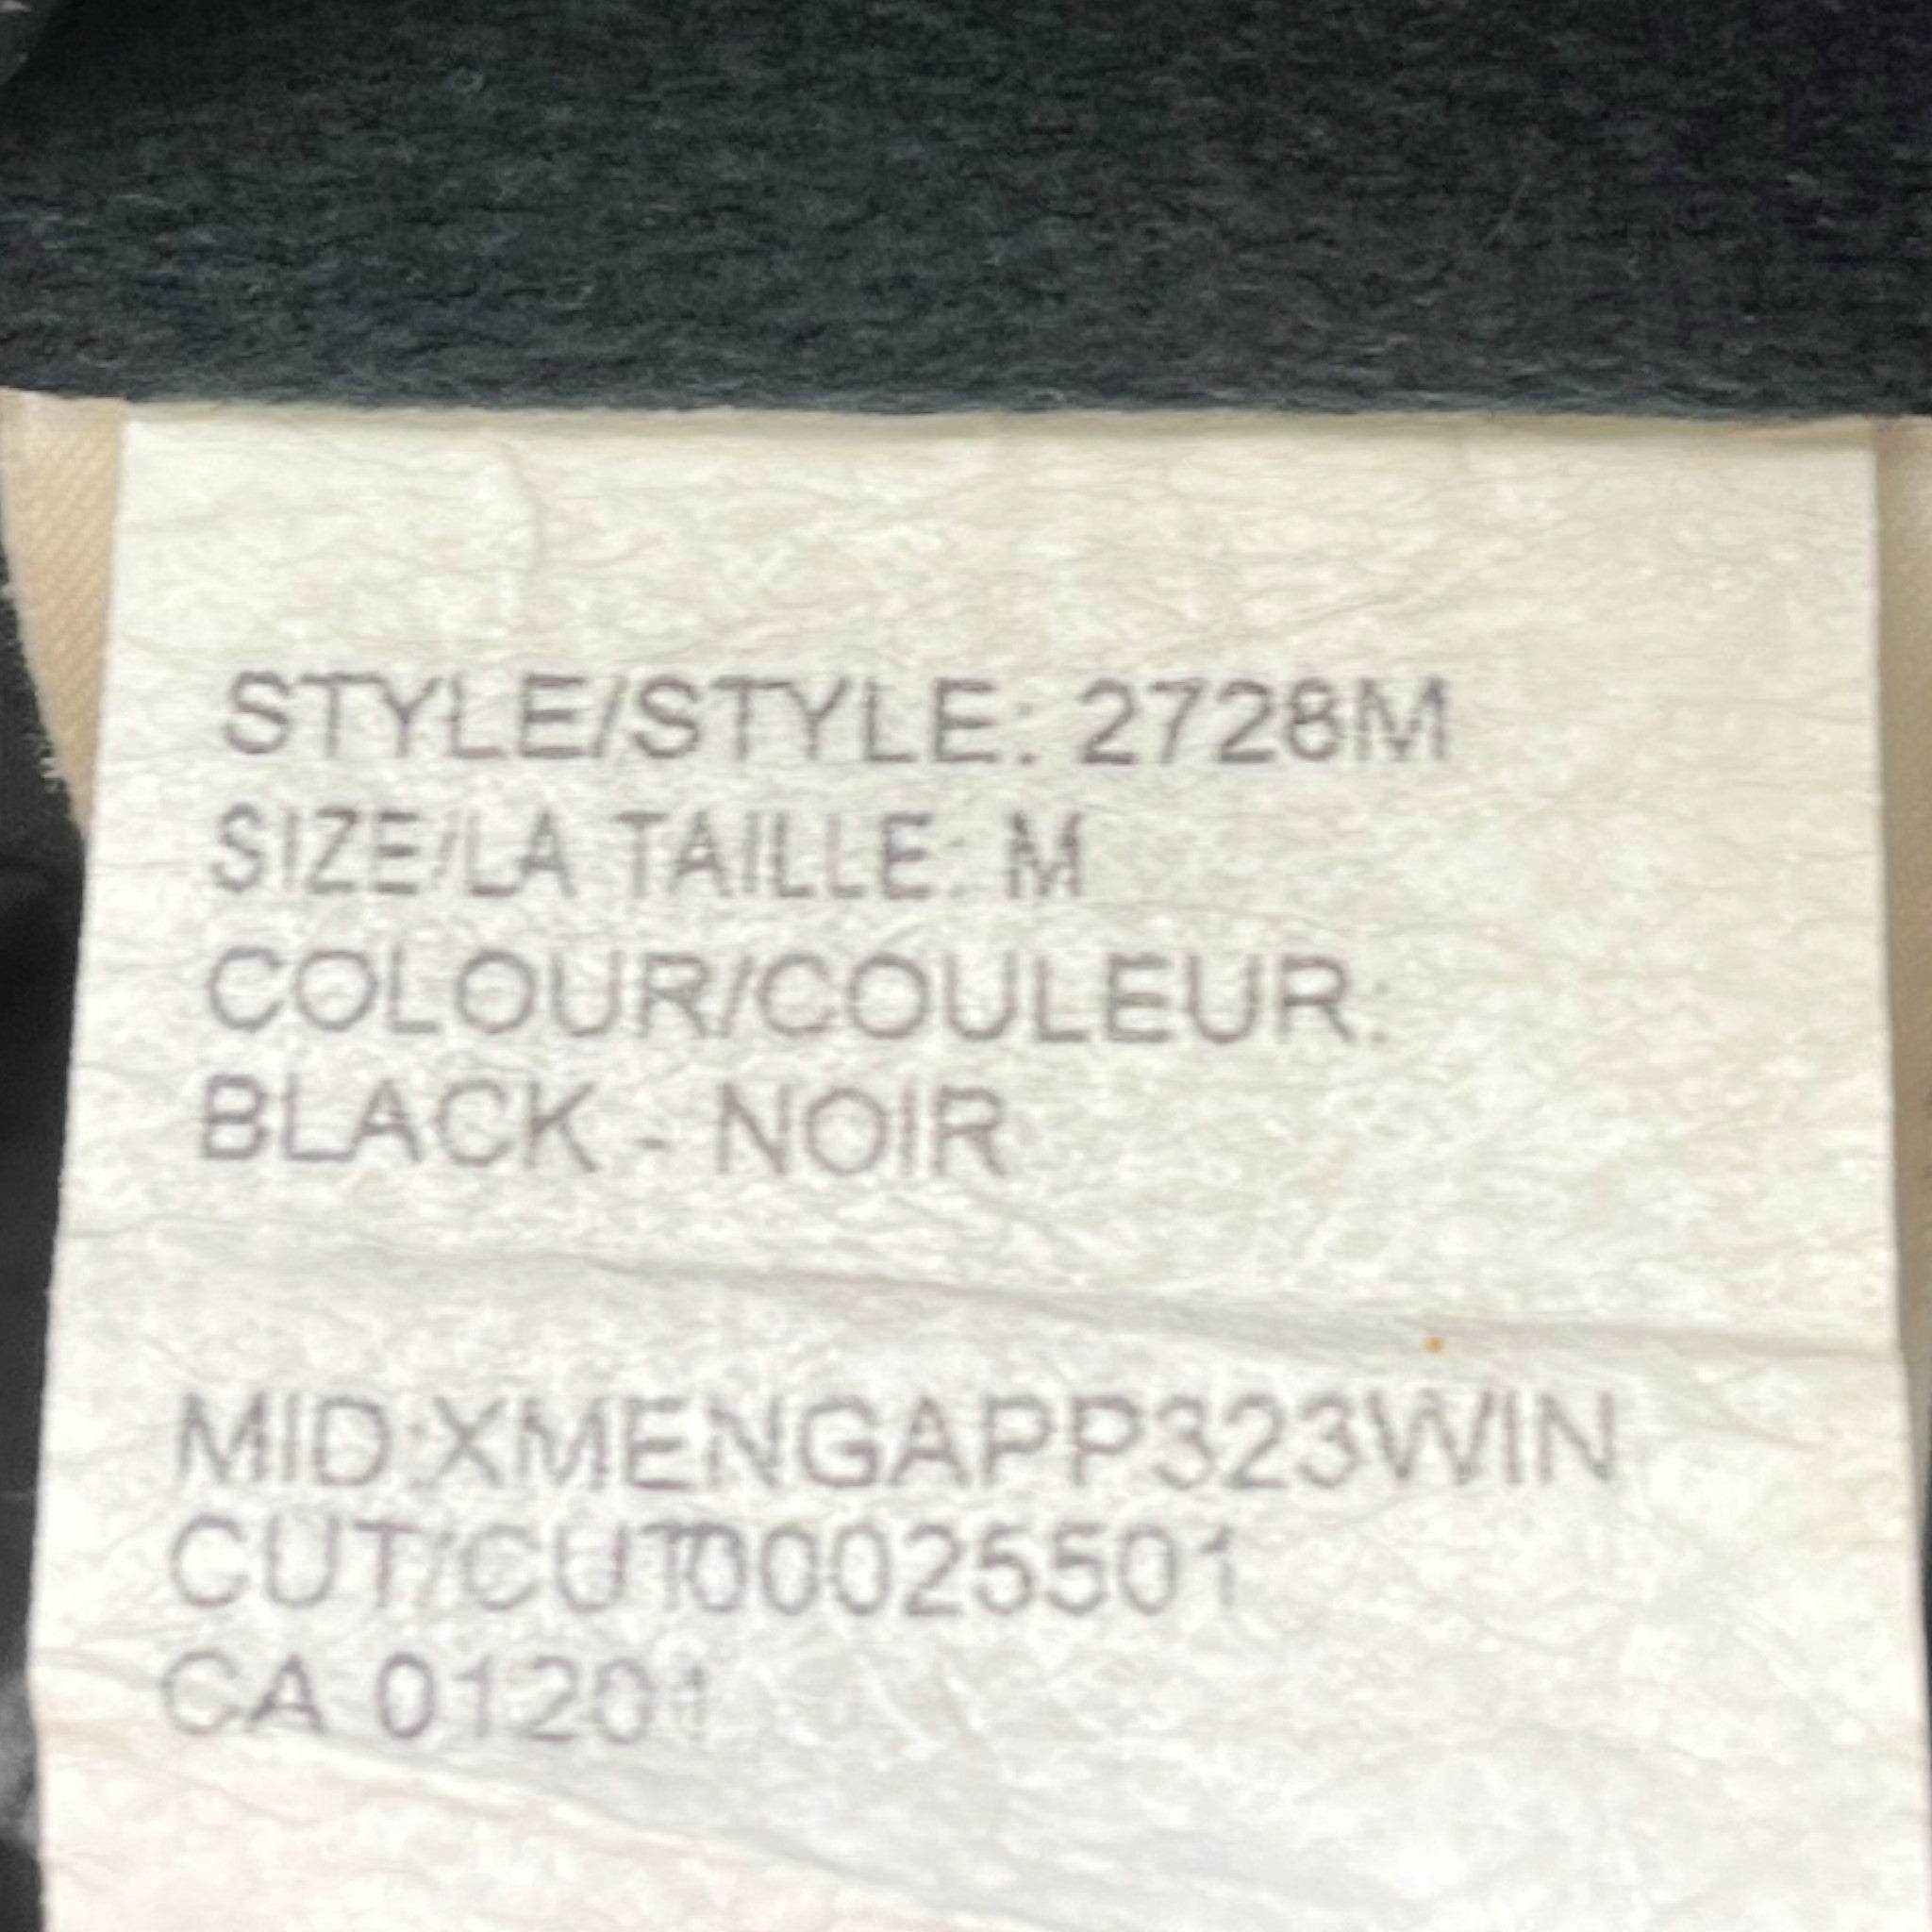 STYLE/STYLE: 2728M
SIZE/LA TAILLE: M
COLOUR/COULEUR:
BLACK - NOIR
MID:XMENGAPP323WIN
CUT/CUT00025501
CA 01201